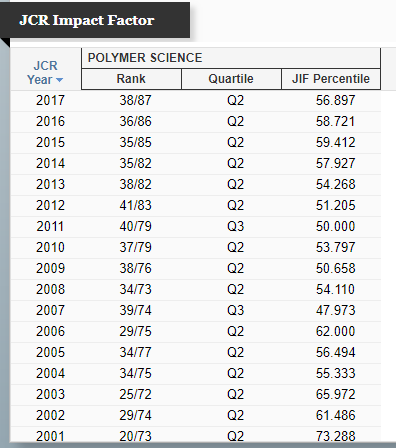 JCR Impact Factor
JCR Year POLYMER SCIENCE
Rank Quartile JIF Percentile
2017 38/87 Q2 56.897
2016 36/86 Q2 58.721
2015 35/85 Q2 59.412
2014 35/82 Q2 57.927
2013 38/82 Q2 54.268
2012 41/83 Q2 51.205
2011 40/79 Q3 50.000
2010 37/79 Q2 53.797
2009 38/76 Q2 50.658
2008 34/73 Q2 54.110
2007 39/74 Q3 47.973
2006 29/75 Q2 62.000
2005 34/77 Q2 56.494
2004 34/75 Q2 55.333
2003 25/72 Q2 65.972
2002 29/74 Q2 61.486
2001 20/73 Q2 73.288